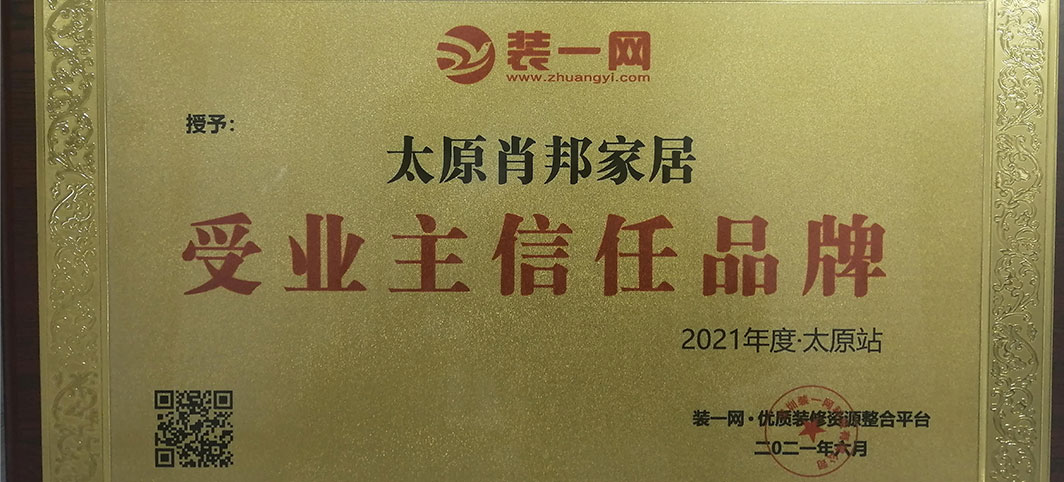 装一网
www.zhuangyi.com
授予：
太原肖邦家居
受业主信任品牌
2021年度·太原站
装一网·优质装修资源整合平台
二0二一年六月